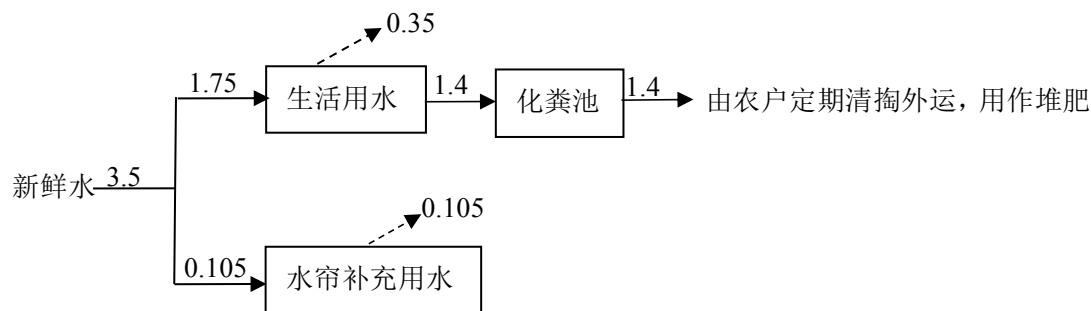 0.35
1.75
生活用水
1.4
化粪池
1.4
由农户定期清掏外运，用作堆肥
新鲜水
3.5
0.105
0.105
水帘补充用水